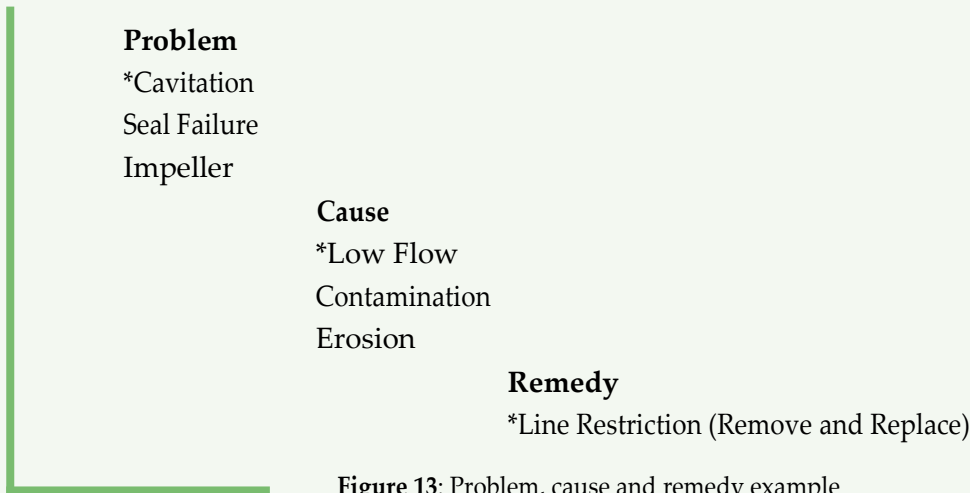 Problem
*Cavitation
Seal Failure
Impeller
Cause
*Low Flow
Contamination
Erosion
Remedy
*Line Restriction (Remove and Replace)
Figure 13: Problem, cause and remedy example